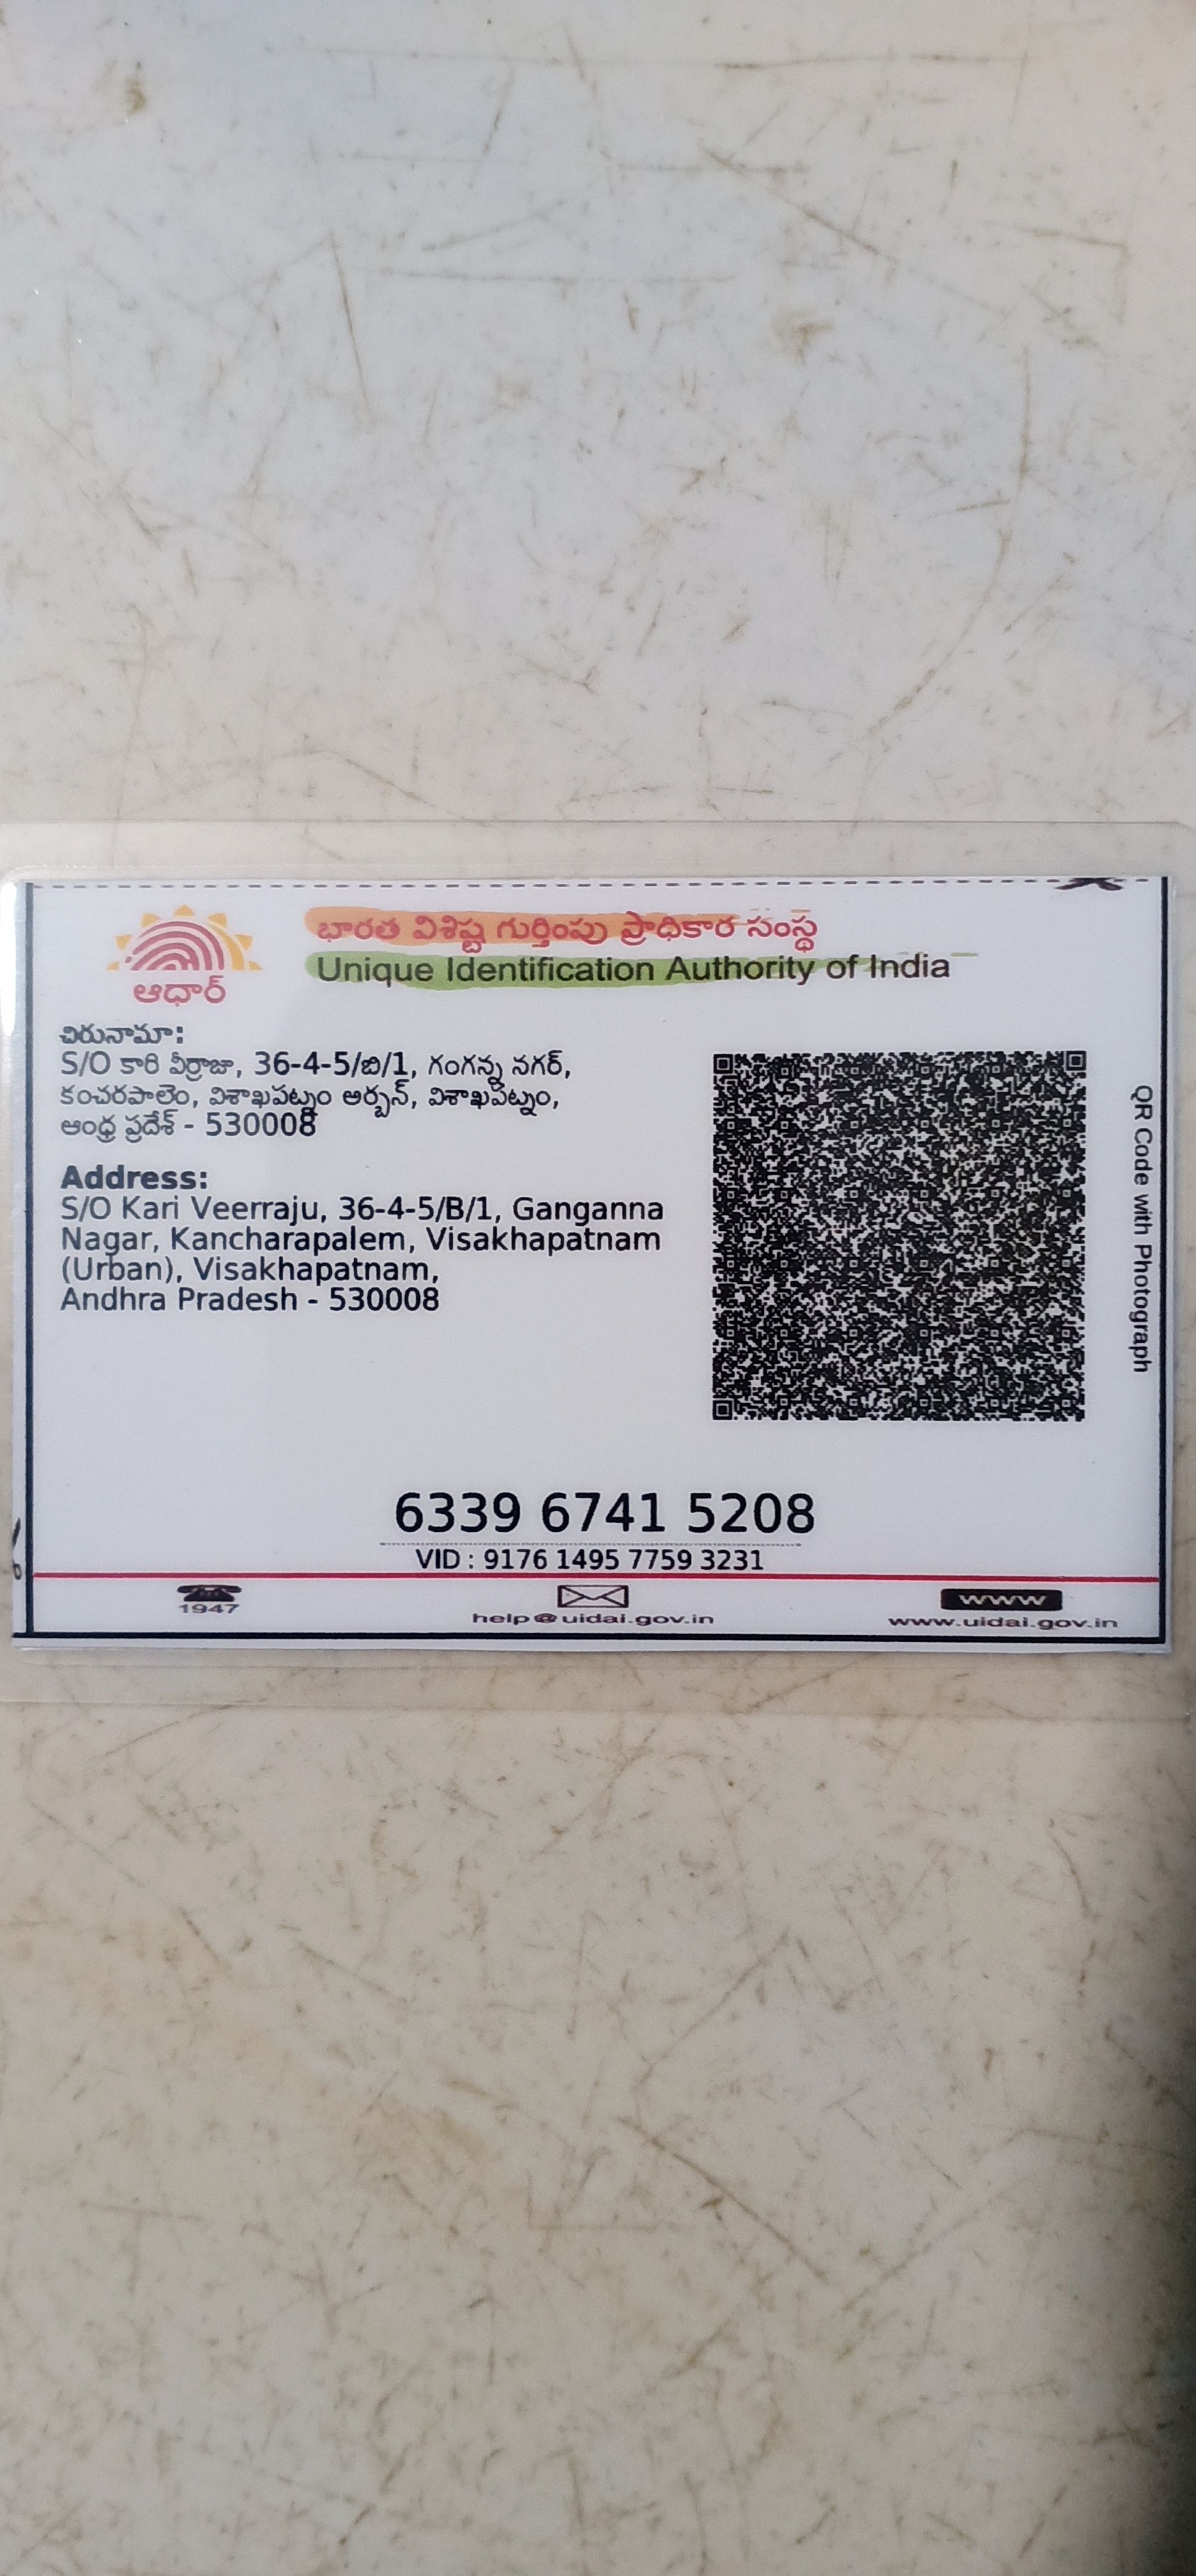 భారత విశిష్ట గుర్తింపు ప్రాధికార సంస్థ
Unique Identification Authority of India
ఆధార్
చిరునామా:
S/O కారి వీర్రాజు, 36-4-5/బి/1, గంగన్న నగర్,
కంచరపాలెం, విశాఖపట్నం అర్బన్, విశాఖపట్నం,
ఆంధ్ర ప్రదేశ్ - 530008
Address:
S/O Kari Veerraju, 36-4-5/B/1, Ganganna
Nagar, Kancharapalem, Visakhapatnam
(Urban), Visakhapatnam,
Andhra Pradesh - 530008
QR Code with Photograph
6339 6741 5208
VID : 9176 1495 7759 3231
1947
help@uidai.gov.in
www
www.uidai.gov.in